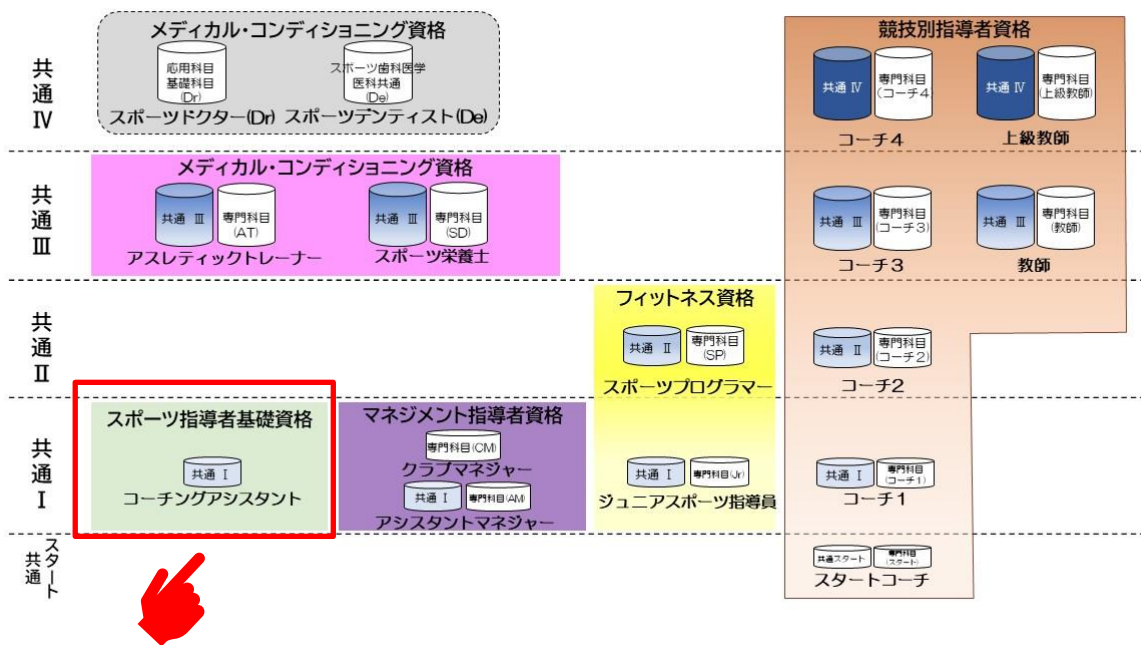 共通Ⅳ
メディカル・コンディショニング資格
応用科目
基礎科目
(Dr)
スポーツドクター(Dr)
スポーツ歯科医学
医科共通
(De)
スポーツデンティスト(De)
競技別指導者資格
共通 Ⅳ
専門科目
(コーチ4)
コーチ4
共通 Ⅳ
専門科目
(上級教師)
上級教師
共通Ⅲ
メディカル・コンディショニング資格
共通 Ⅲ
専門科目
(AT)
アスレティックトレーナー
共通 Ⅲ
専門科目
(SD)
スポーツ栄養士
共通 Ⅲ
専門科目
(コーチ3)
コーチ3
共通 Ⅲ
専門科目
(教師)
教師
共通Ⅱ
フィットネス資格
共通 Ⅱ
専門科目
(SP)
スポーツプログラマー
共通 Ⅱ
専門科目
(コーチ2)
コーチ2
共通Ⅰ
スポーツ指導者基礎資格
共通 Ⅰ
コーチングアシスタント
マネジメント指導者資格
専門科目(CM)
クラブマネジャー
共通 Ⅰ
専門科目(AM)
アシスタントマネジャー
共通 Ⅰ
専門科目(Jr)
ジュニアスポーツ指導員
共通 Ⅰ
専門科目
(コーチ1)
コーチ1
スタート
共通
共通スタート
専門科目
(スタート)
スタートコーチ